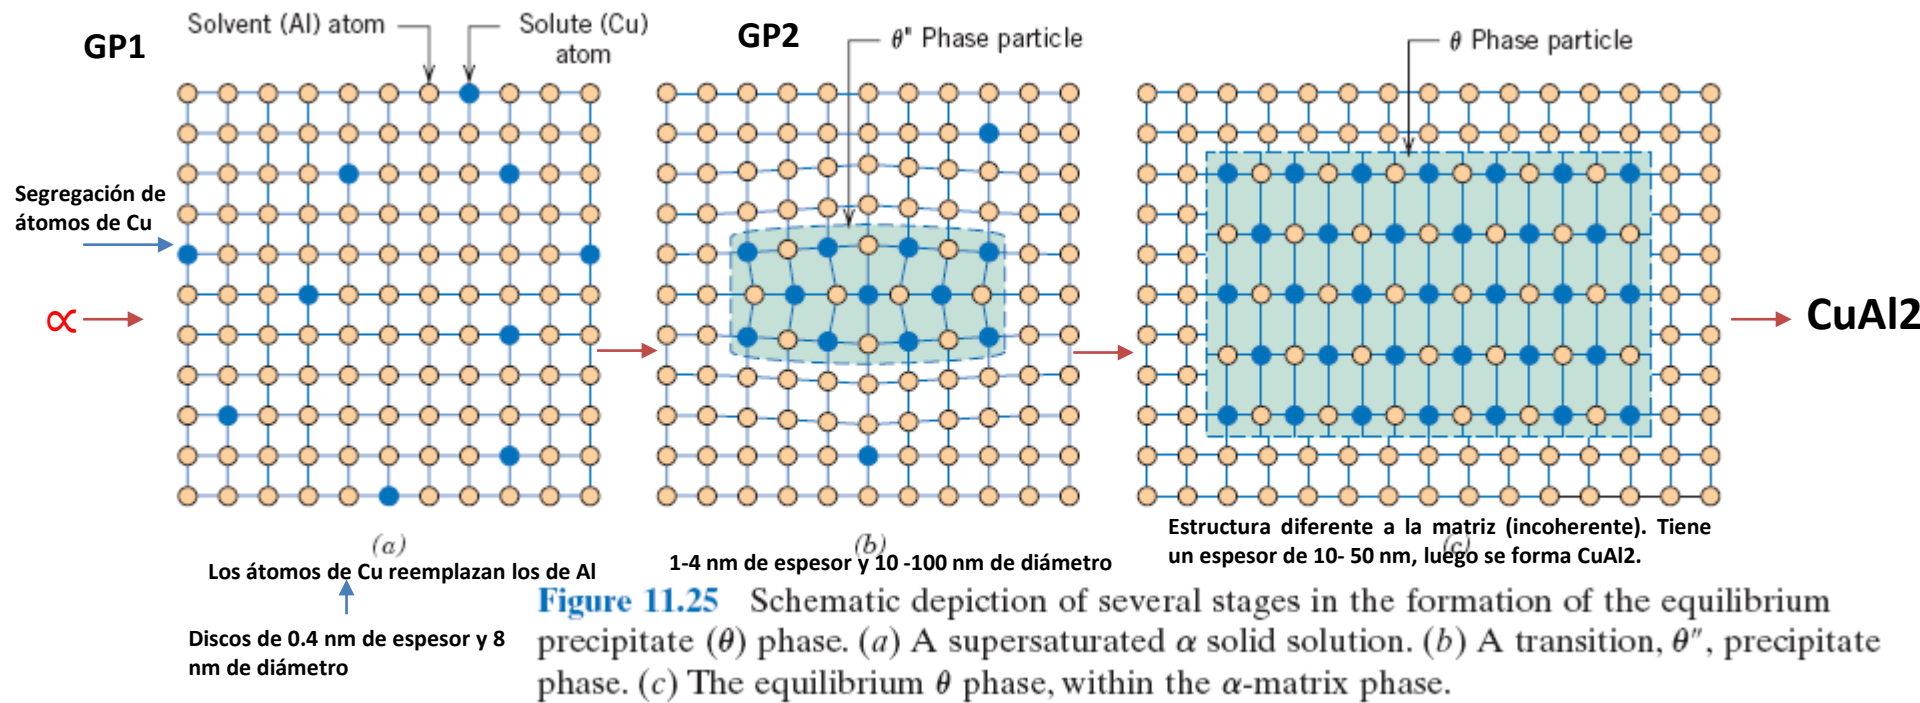 GP1
Solvent (Al) atom
Solute (Cu)
atom
GP2
θ" Phase particle
θ Phase particle
Segregación de
átomos de Cu
∝
CuAl2
(a)
Los átomos de Cu reemplazan los de Al
Discos de 0.4 nm de espesor y 8
nm de diámetro
(b)
1-4 nm de espesor y 10 -100 nm de diámetro
(c)
Estructura diferente a la matriz (incoherente). Tiene
un espesor de 10- 50 nm, luego se forma CuAl2.
Figure 11.25 Schematic depiction of several stages in the formation of the equilibrium
precipitate (θ) phase. (a) A supersaturated α solid solution. (b) A transition, θ″, precipitate
phase. (c) The equilibrium θ phase, within the α-matrix phase.